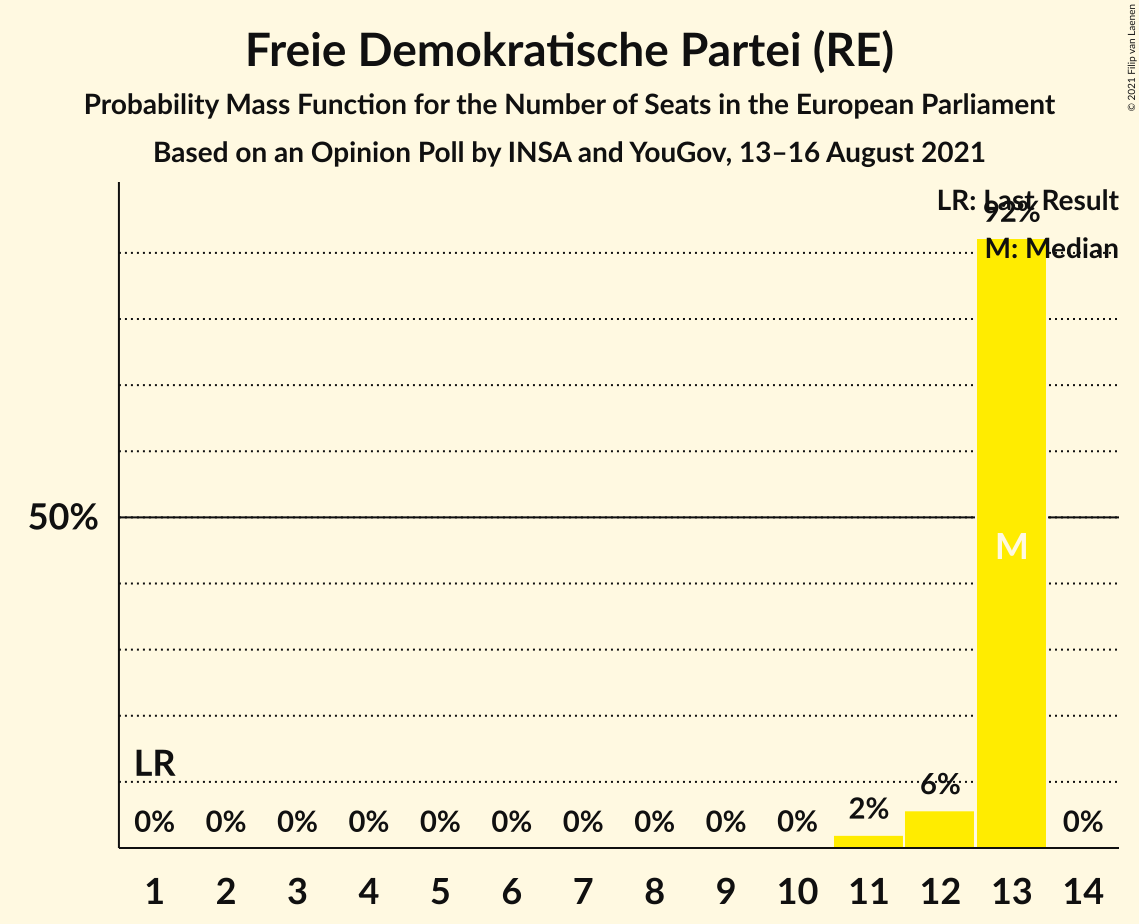 Freie Demokratische Partei (RE)
Probability Mass Function for the Number of Seats in the European Parliament
Based on an Opinion Poll by INSA and YouGov, 13–16 August 2021
© 2021 Filip van Laenen
LR: Last Result
92%
M: Median
50%
M
LR
0% 0% 0% 0% 0% 0% 0% 0% 0% 0% 2% 6% 0%
1 2 3 4 5 6 7 8 9 10 11 12 13 14